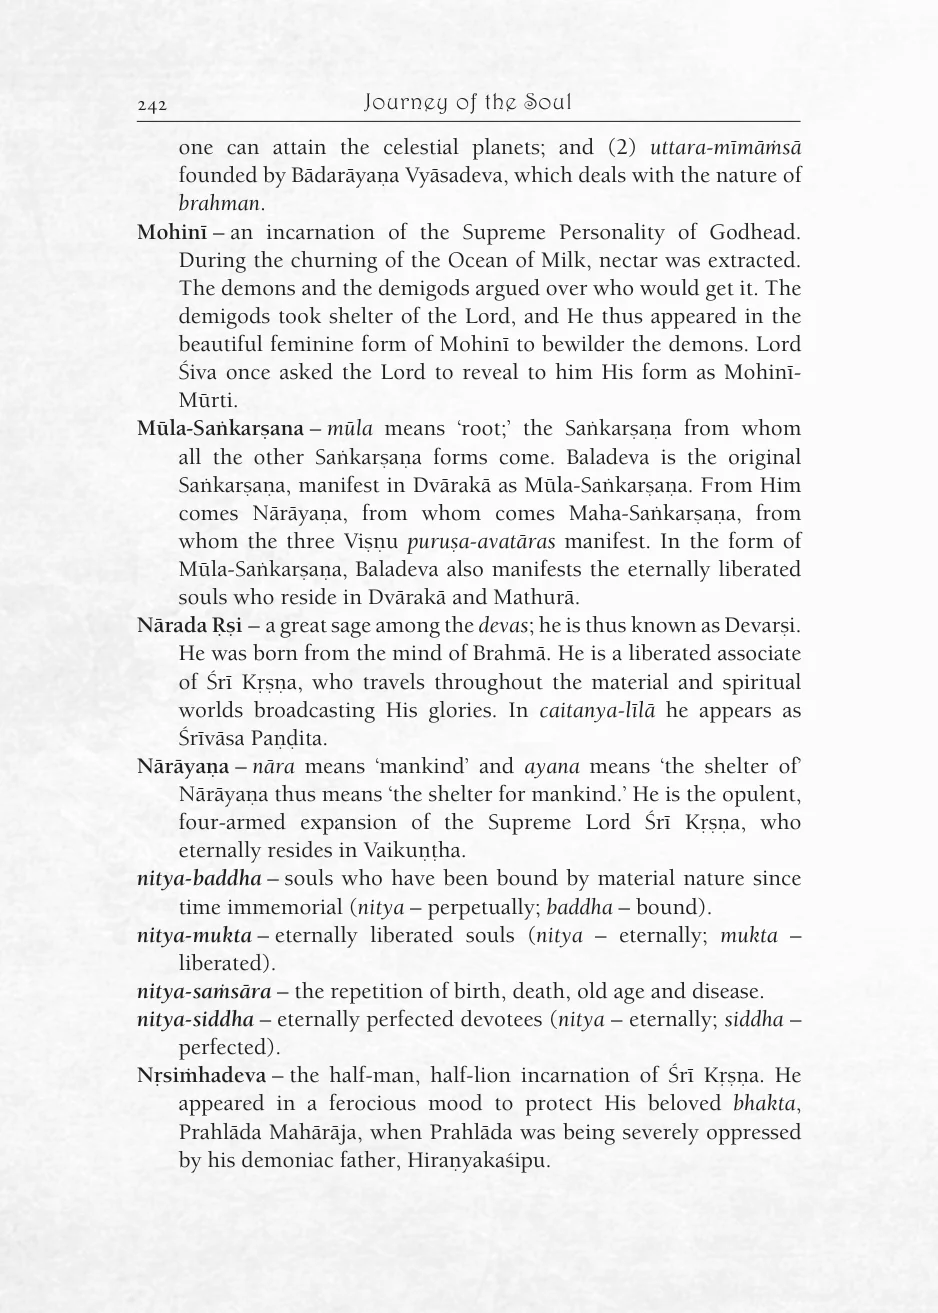 242
Journey of the Soul
one can attain the celestial planets; and (2) uttara-mīmāṁsā
founded by Bādarāyaṇa Vyāsadeva, which deals with the nature of
brahman.
Mohinī – an incarnation of the Supreme Personality of Godhead.
During the churning of the Ocean of Milk, nectar was extracted.
The demons and the demigods argued over who would get it. The
demigods took shelter of the Lord, and He thus appeared in the
beautiful feminine form of Mohinī to bewilder the demons. Lord
Śiva once asked the Lord to reveal to him His form as Mohinī-
Mūrti.
Mūla-Saṅkarṣana – mūla means ‘root;’ the Saṅkarṣaṇa from whom
all the other Saṅkarṣaṇa forms come. Baladeva is the original
Saṅkarṣaṇa, manifest in Dvārakā as Mūla-Saṅkarṣaṇa. From Him
comes Nārāyaṇa, from whom comes Maha-Saṅkarṣaṇa, from
whom the three Viṣṇu puruṣa-avatāras manifest. In the form of
Mūla-Saṅkarṣaṇa, Baladeva also manifests the eternally liberated
souls who reside in Dvārakā and Mathurā.
Nārada Ṛṣi – a great sage among the devas; he is thus known as Devarṣi.
He was born from the mind of Brahmā. He is a liberated associate
of Śrī Kṛṣṇa, who travels throughout the material and spiritual
worlds broadcasting His glories. In caitanya-līlā he appears as
Śrīvāsa Paṇḍita.
Nārāyaṇa – nāra means ‘mankind’ and ayana means ‘the shelter of’
Nārāyaṇa thus means ‘the shelter for mankind.’ He is the opulent,
four-armed expansion of the Supreme Lord Śrī Kṛṣṇa, who
eternally resides in Vaikuṇṭha.
nitya-baddha – souls who have been bound by material nature since
time immemorial (nitya – perpetually; baddha – bound).
nitya-mukta – eternally liberated souls (nitya – eternally; mukta –
liberated).
nitya-saṁsāra – the repetition of birth, death, old age and disease.
nitya-siddha – eternally perfected devotees (nitya – eternally; siddha –
perfected).
Nṛsiṁhadeva – the half-man, half-lion incarnation of Śrī Kṛṣṇa. He
appeared in a ferocious mood to protect His beloved bhakta,
Prahlāda Mahārāja, when Prahlāda was being severely oppressed
by his demoniac father, Hiraṇyakaśipu.